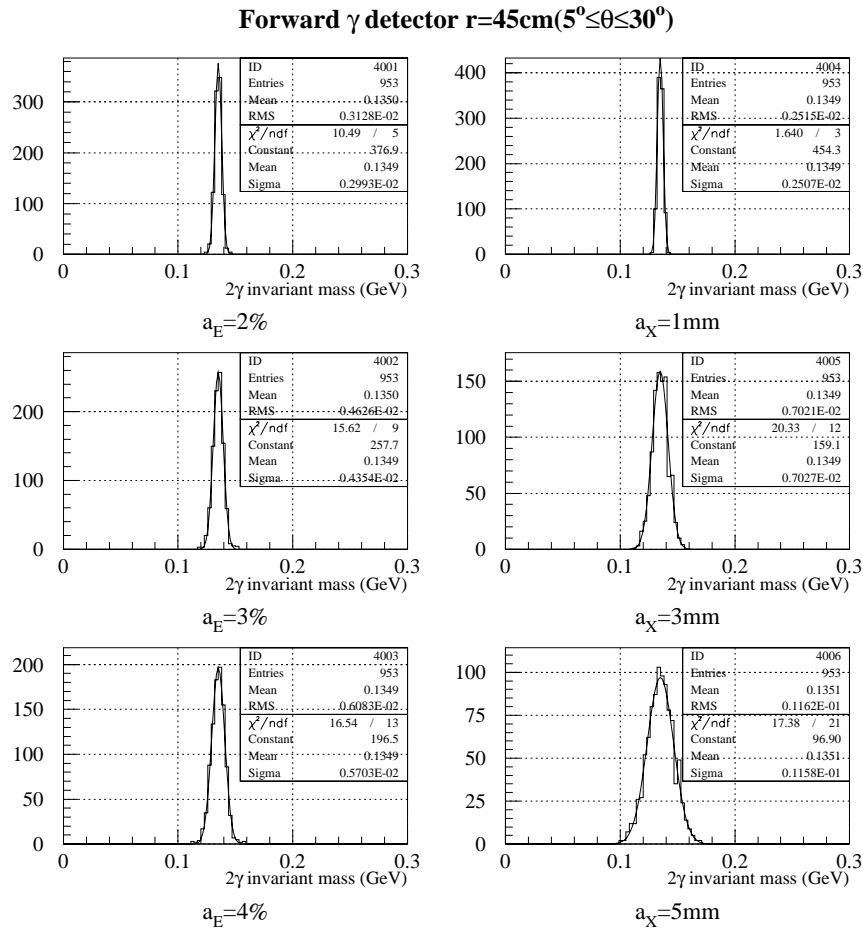 Forward γ detector r=45cm(5°≤θ≤30°)
ID 4001
Entries 953
Mean 0.1350
RMS 0.3128E-02
χ²/ndf 10.49 / 5
Constant 376.9
Mean 0.1349
Sigma 0.2993E-02
300
200
100
0
0 0.1 0.2 0.3
2γ invariant mass (GeV)
a_E=2%
ID 4004
Entries 953
Mean 0.1349
RMS 0.2515E-02
χ²/ndf 1.640 / 3
Constant 454.3
Mean 0.1349
Sigma 0.2507E-02
400
300
200
100
0
0 0.1 0.2 0.3
2γ invariant mass (GeV)
a_X=1mm
ID 4002
Entries 953
Mean 0.1350
RMS 0.4626E-02
χ²/ndf 15.62 / 9
Constant 257.7
Mean 0.1349
Sigma 0.4354E-02
200
100
0
0 0.1 0.2 0.3
2γ invariant mass (GeV)
a_E=3%
ID 4005
Entries 953
Mean 0.1349
RMS 0.7021E-02
χ²/ndf 20.33 / 12
Constant 159.1
Mean 0.1349
Sigma 0.7027E-02
150
100
50
0
0 0.1 0.2 0.3
2γ invariant mass (GeV)
a_X=3mm
ID 4003
Entries 953
Mean 0.1349
RMS 0.6083E-02
χ²/ndf 16.54 / 13
Constant 196.5
Mean 0.1349
Sigma 0.5703E-02
200
150
100
50
0
0 0.1 0.2 0.3
2γ invariant mass (GeV)
a_E=4%
ID 4006
Entries 953
Mean 0.1351
RMS 0.1162E-01
χ²/ndf 17.38 / 21
Constant 96.90
Mean 0.1351
Sigma 0.1158E-01
100
75
50
25
0
0 0.1 0.2 0.3
2γ invariant mass (GeV)
a_X=5mm